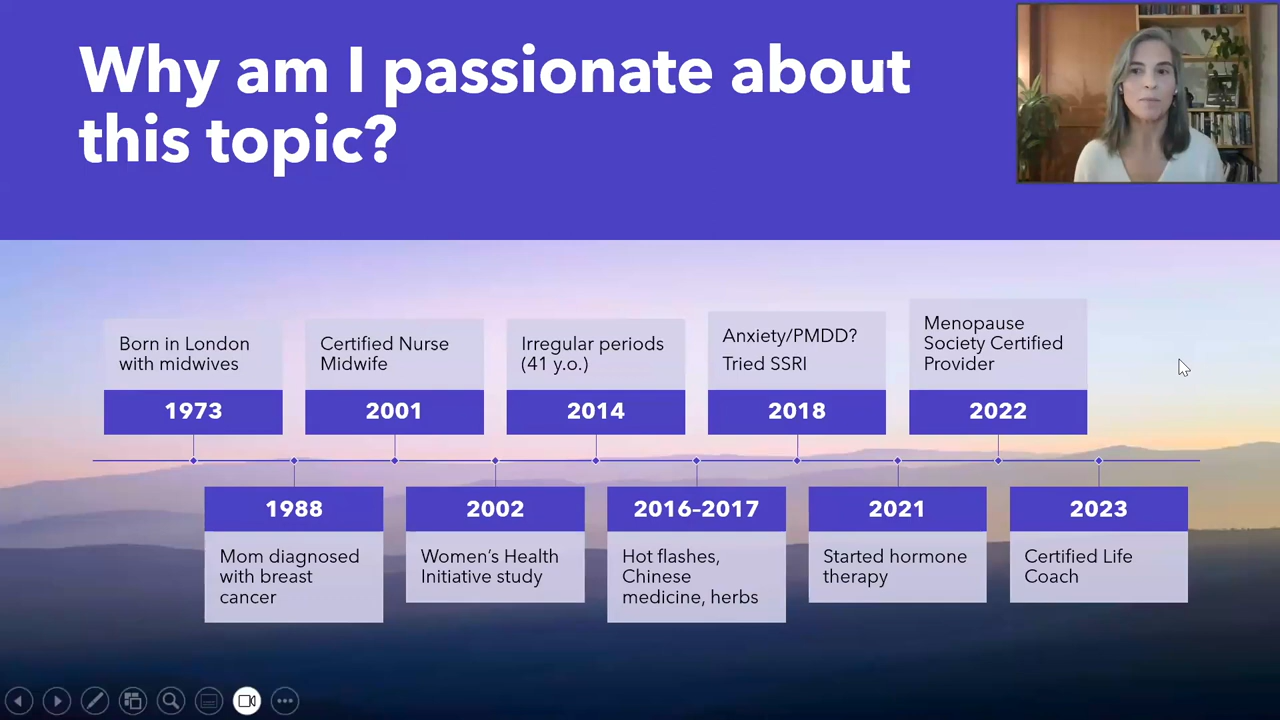 Why am I passionate about
this topic?
Born in London
with midwives
1973
Certified Nurse
Midwife
2001
Irregular periods
(41 y.o.)
2014
Anxiety/PMDD?
Tried SSRI
2018
Menopause
Society Certified
Provider
2022
1988
Mom diagnosed
with breast
cancer
2002
Women’s Health
Initiative study
2016–2017
Hot flashes,
Chinese
medicine, herbs
2021
Started hormone
therapy
2023
Certified Life
Coach